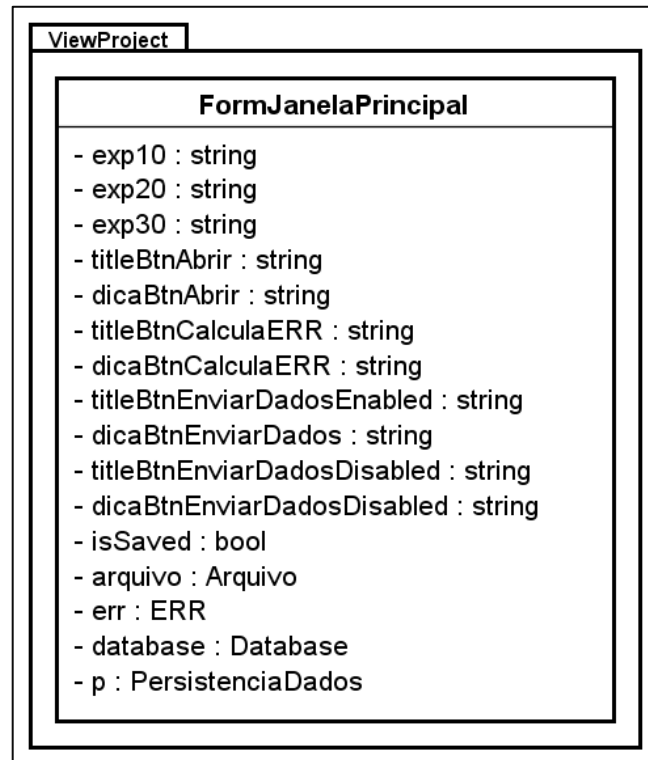 ViewProject
FormJanelaPrincipal
- exp10 : string
- exp20 : string
- exp30 : string
- titleBtnAbrir : string
- dicaBtnAbrir : string
- titleBtnCalculaERR : string
- dicaBtnCalculaERR : string
- titleBtnEnviarDadosEnabled : string
- dicaBtnEnviarDados : string
- titleBtnEnviarDadosDisabled : string
- dicaBtnEnviarDadosDisabled : string
- isSaved : bool
- arquivo : Arquivo
- err : ERR
- database : Database
- p : PersistenciaDados